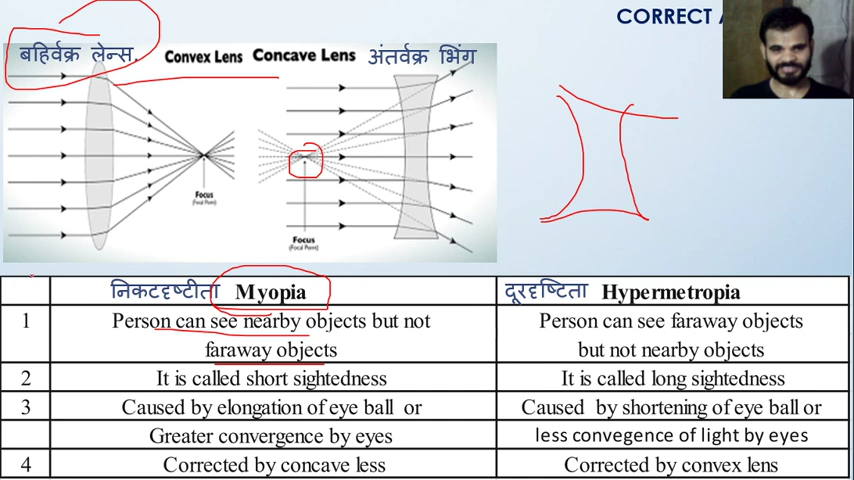 CORRECT A
बहिर्वक्र लेन्स. Convex Lens Concave Lens अंतर्वक्र भिंग
Focus
(Focal Point)
Focus
(Focal Point)
निकटदृष्टीता Myopia दूरदृष्टिता Hypermetropia
1 Person can see nearby objects but not Person can see faraway objects
faraway objects but not nearby objects
2 It is called short sightedness It is called long sightedness
3 Caused by elongation of eye ball or Caused by shortening of eye ball or
Greater convergence by eyes less convegence of light by eyes
4 Corrected by concave less Corrected by convex lens